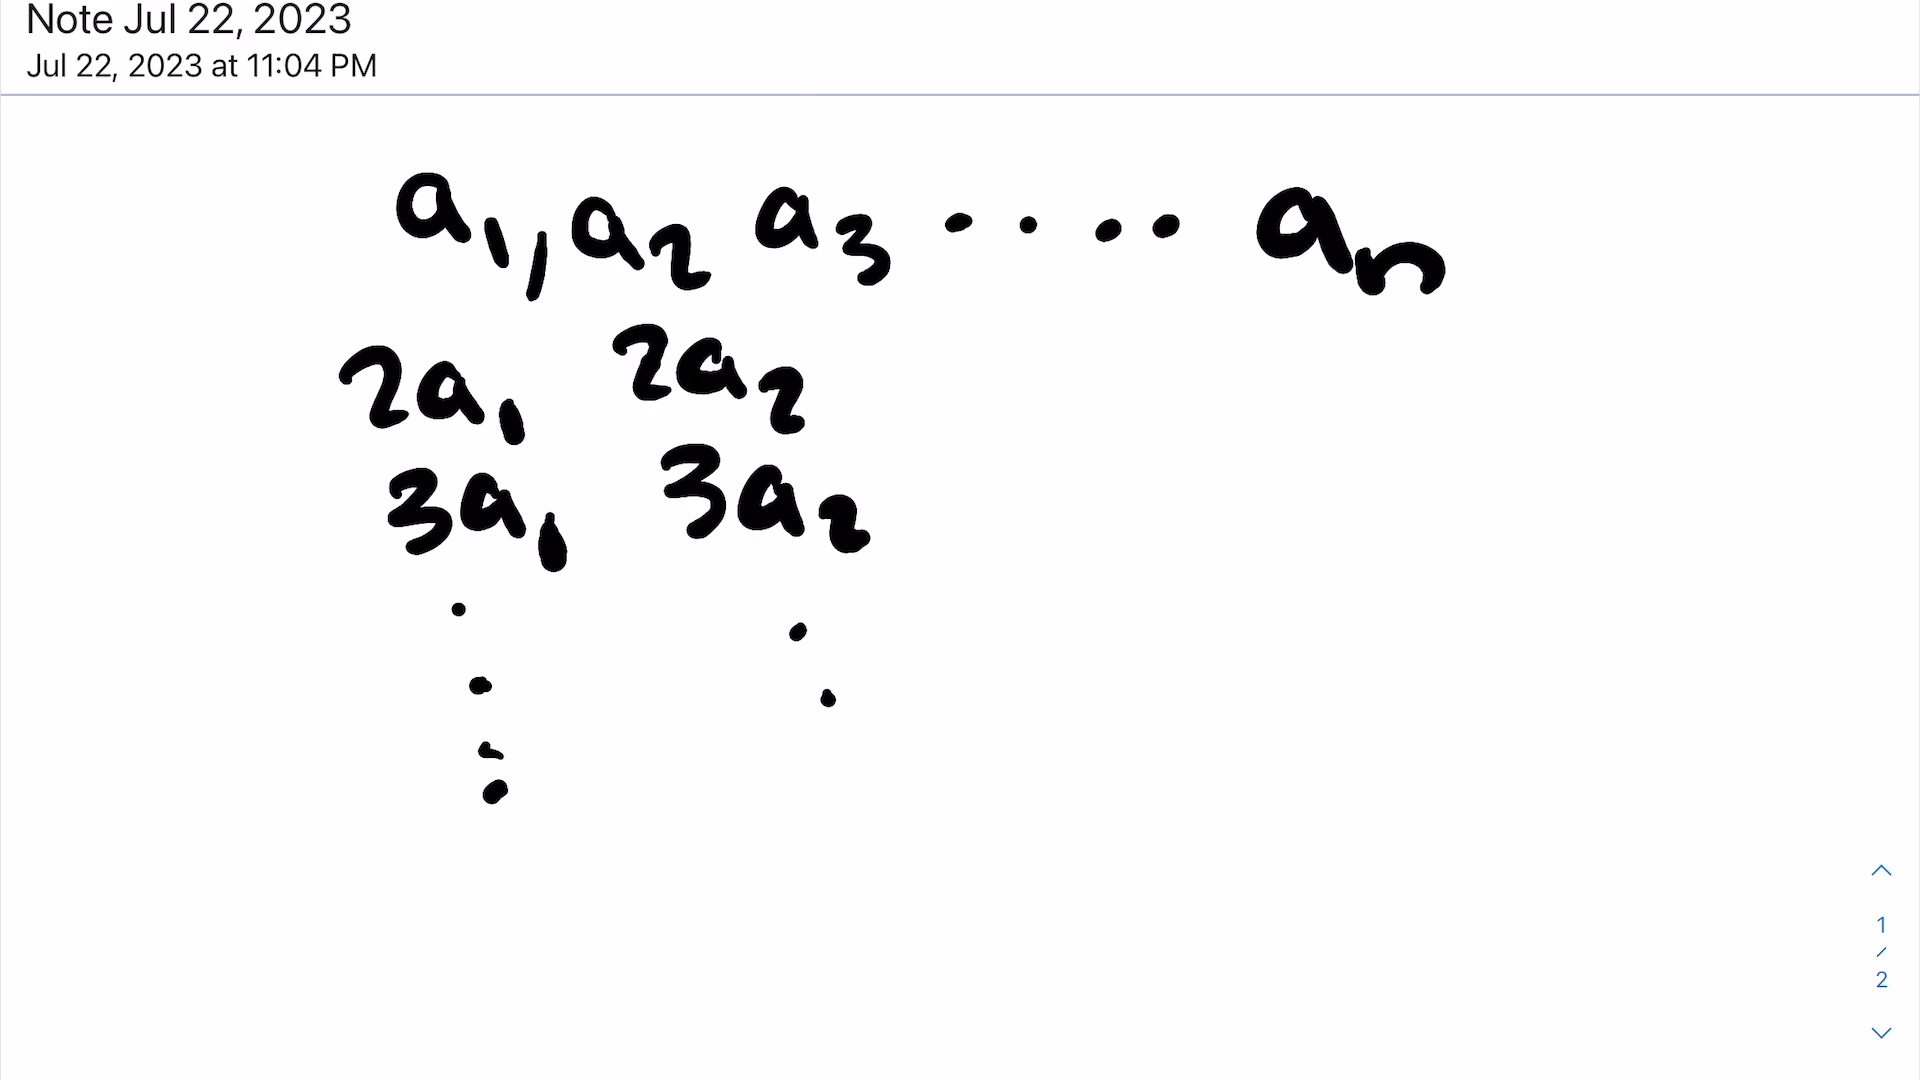 Note Jul 22, 2023
Jul 22, 2023 at 11:04 PM
a₁, a₂ a₃ .... aₙ
2a₁ 2a₂
3a₁ 3a₂
. .
. .
.
.
1
/
2